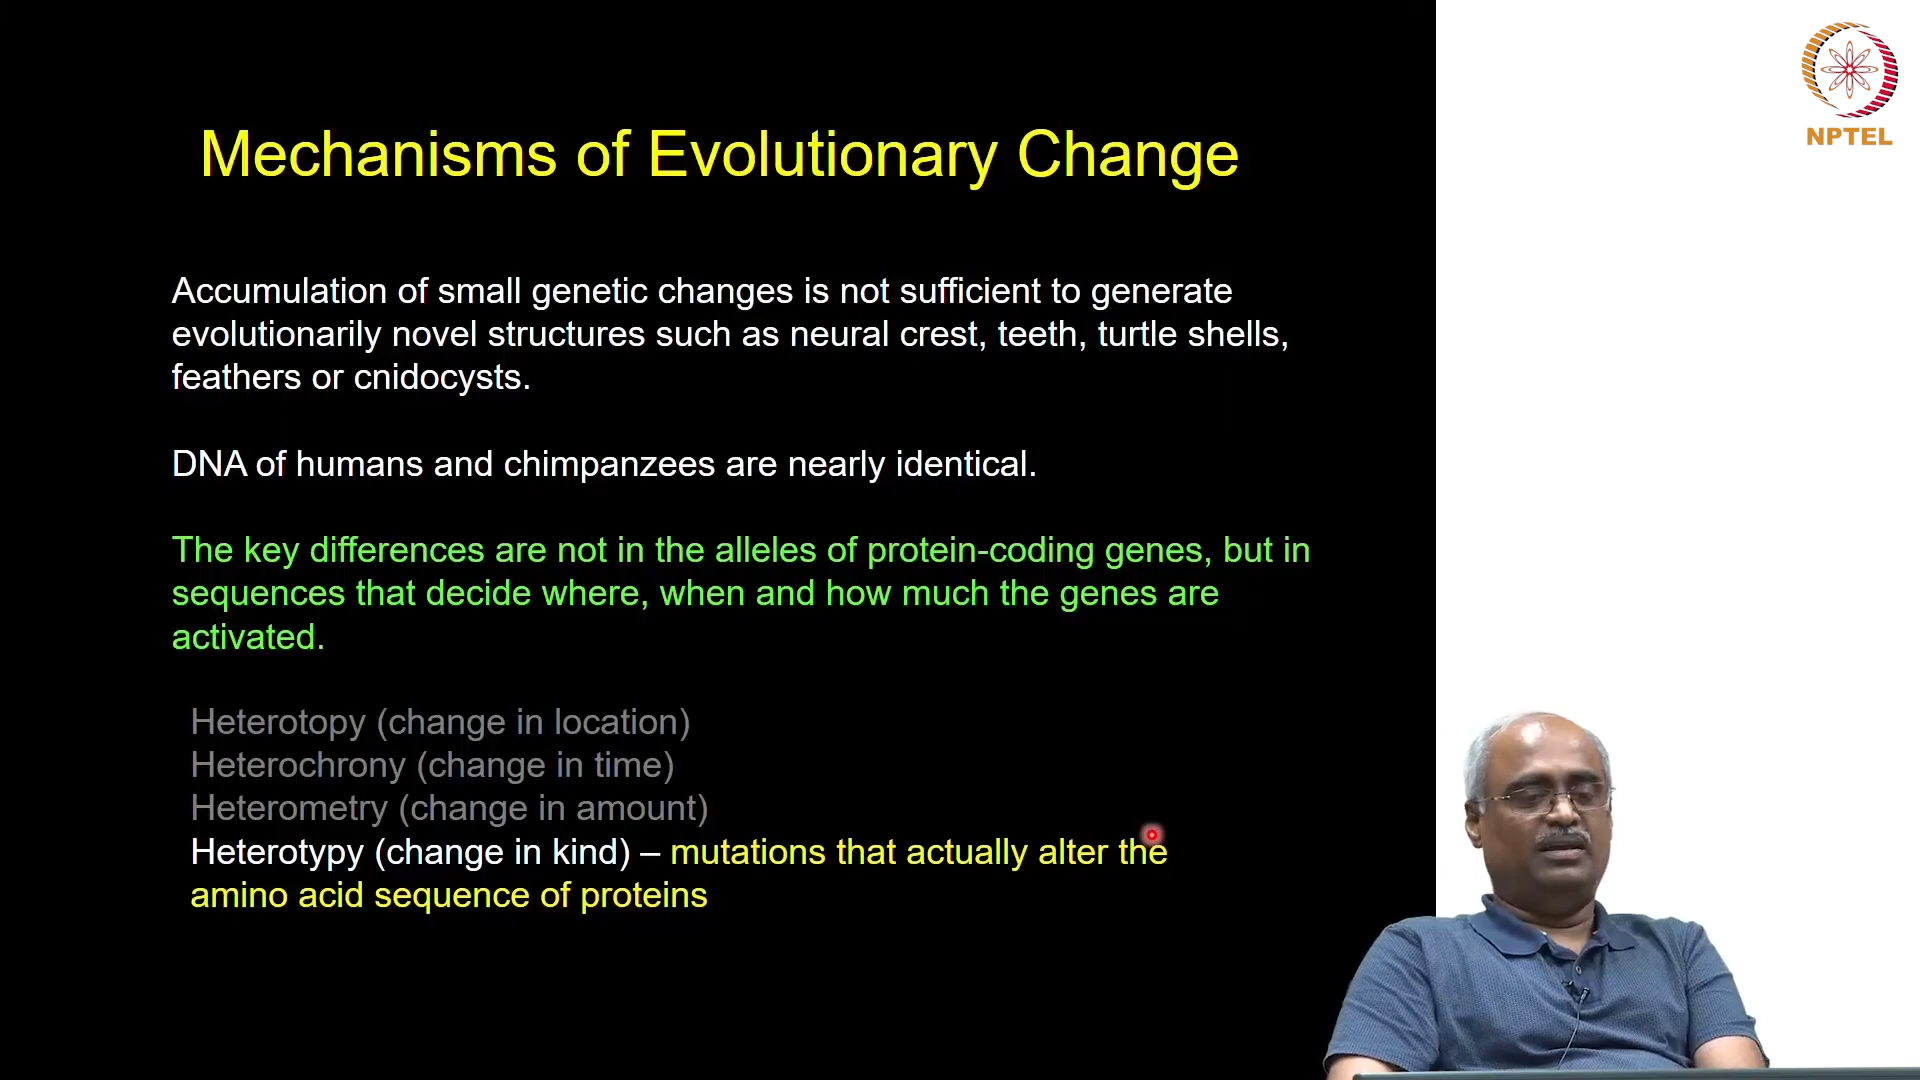 NPTEL
Mechanisms of Evolutionary Change
Accumulation of small genetic changes is not sufficient to generate
evolutionarily novel structures such as neural crest, teeth, turtle shells,
feathers or cnidocysts.
DNA of humans and chimpanzees are nearly identical.
The key differences are not in the alleles of protein-coding genes, but in
sequences that decide where, when and how much the genes are
activated.
Heterotopy (change in location)
Heterochrony (change in time)
Heterometry (change in amount)
Heterotypy (change in kind) – mutations that actually alter the
amino acid sequence of proteins